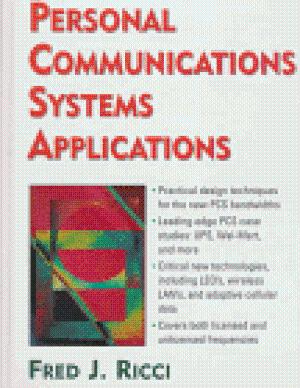 PERSONAL
COMMUNICATIONS
SYSTEMS
APPLICATIONS
• Practical design techniques
for the new PCS bandwidths
• Leading edge PCS case
studies: UPS, Wal-Mart,
and more
• Critical new technologies,
including LEO's, wireless
LAN's, and adaptive cellular
data
• Covers both licensed and
unlicensed frequencies
FRED J. RICCI